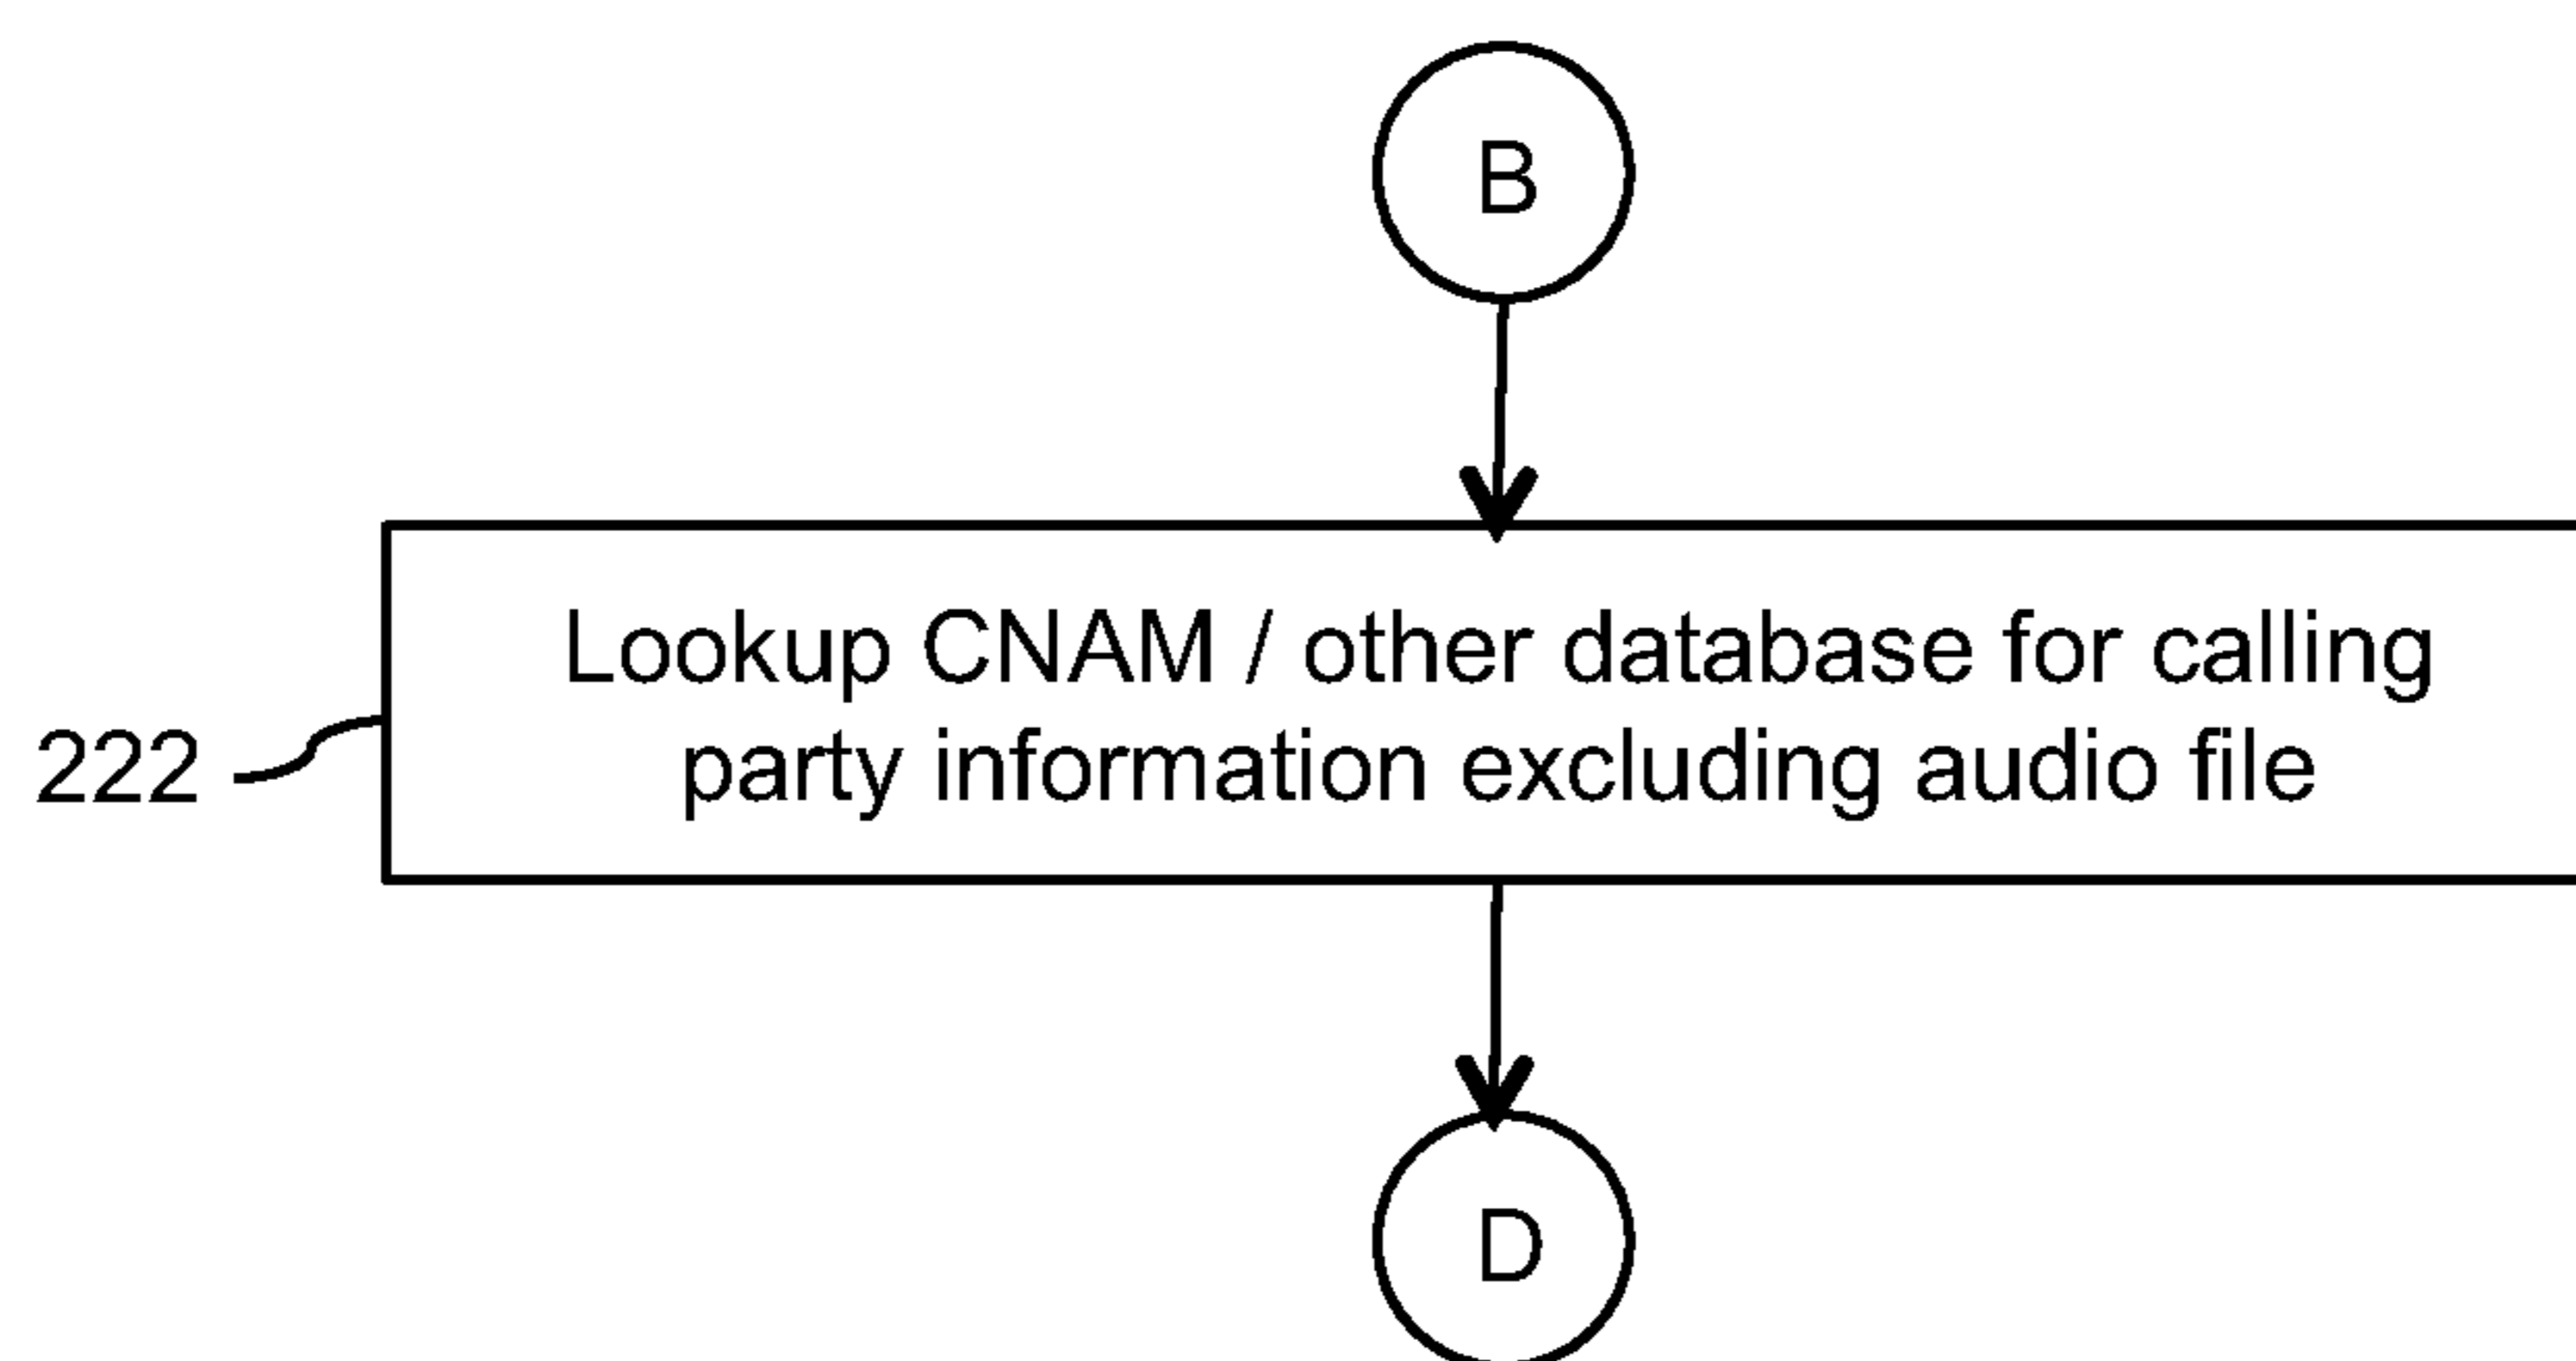 B
Lookup CNAM / other database for calling
party information excluding audio file
222
D